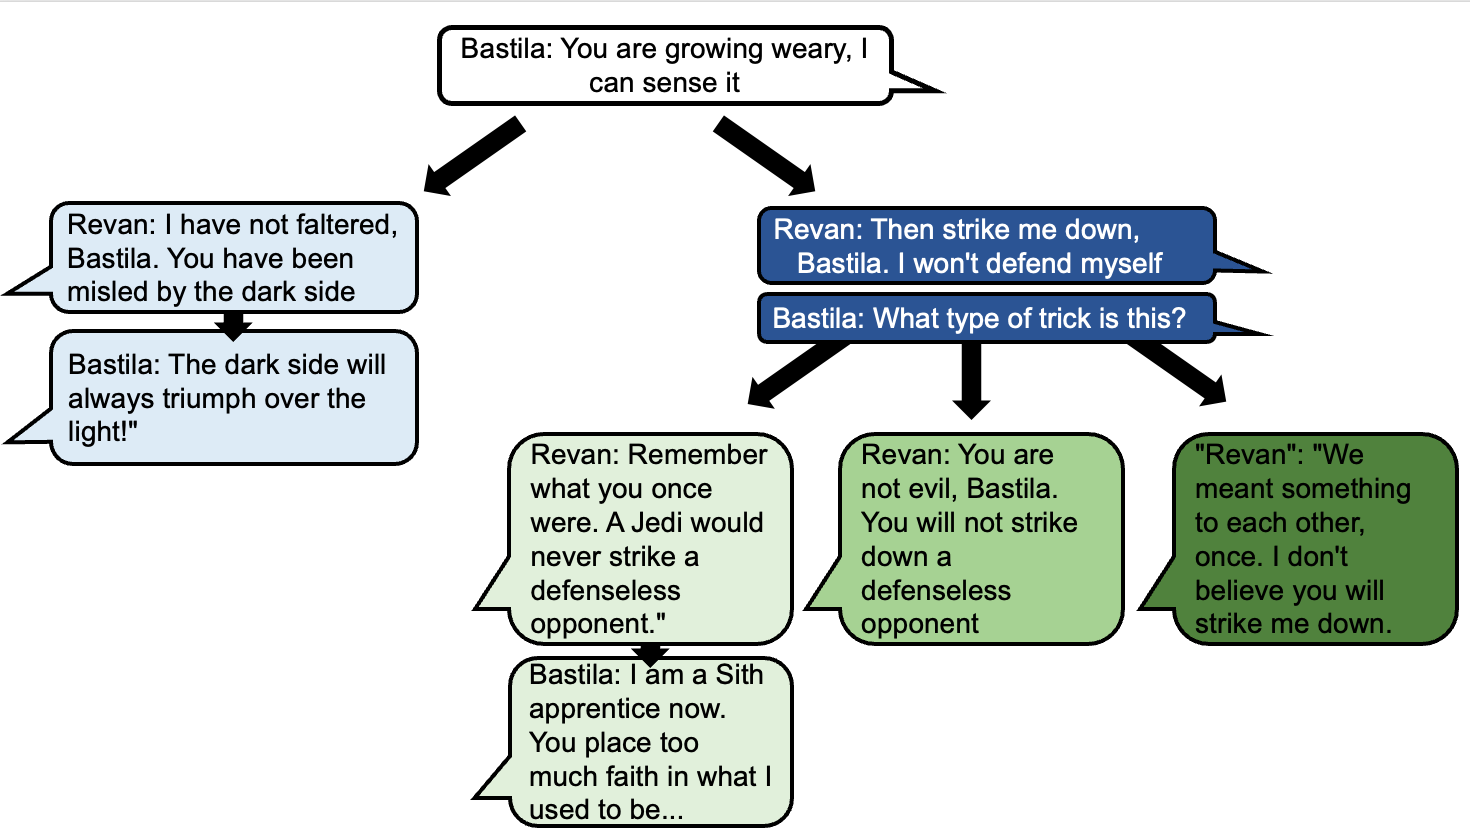 Bastila: You are growing weary, I
can sense it
Revan: I have not faltered,
Bastila. You have been
misled by the dark side
Bastila: The dark side will
always triumph over the
light!"
Revan: Then strike me down,
Bastila. I won't defend myself
Bastila: What type of trick is this?
Revan: Remember
what you once
were. A Jedi would
never strike a
defenseless
opponent."
Bastila: I am a Sith
apprentice now.
You place too
much faith in what I
used to be...
Revan: You are
not evil, Bastila.
You will not strike
down a
defenseless
opponent
"Revan": "We
meant something
to each other,
once. I don't
believe you will
strike me down.